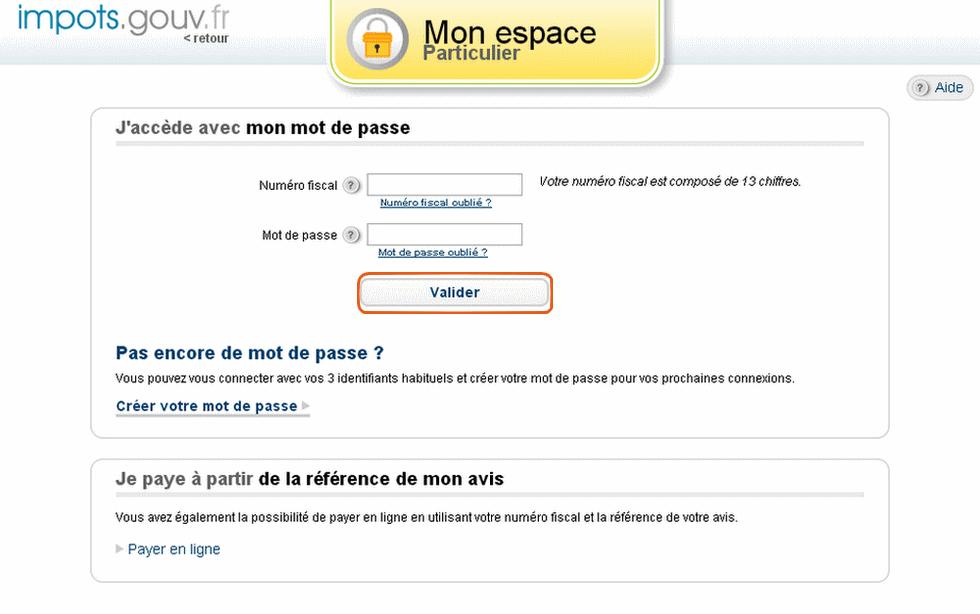 impots.gouv.fr
< retour
Mon espace
Particulier
? Aide
J'accède avec mon mot de passe
Numéro fiscal ? Votre numéro fiscal est composé de 13 chiffres.
Numéro fiscal oublié ?
Mot de passe ?
Mot de passe oublié ?
Valider
Pas encore de mot de passe ?
Vous pouvez vous connecter avec vos 3 identifiants habituels et créer votre mot de passe pour vos prochaines connexions.
Créer votre mot de passe
Je paye à partir de la référence de mon avis
Vous avez également la possibilité de payer en ligne en utilisant votre numéro fiscal et la référence de votre avis.
Payer en ligne